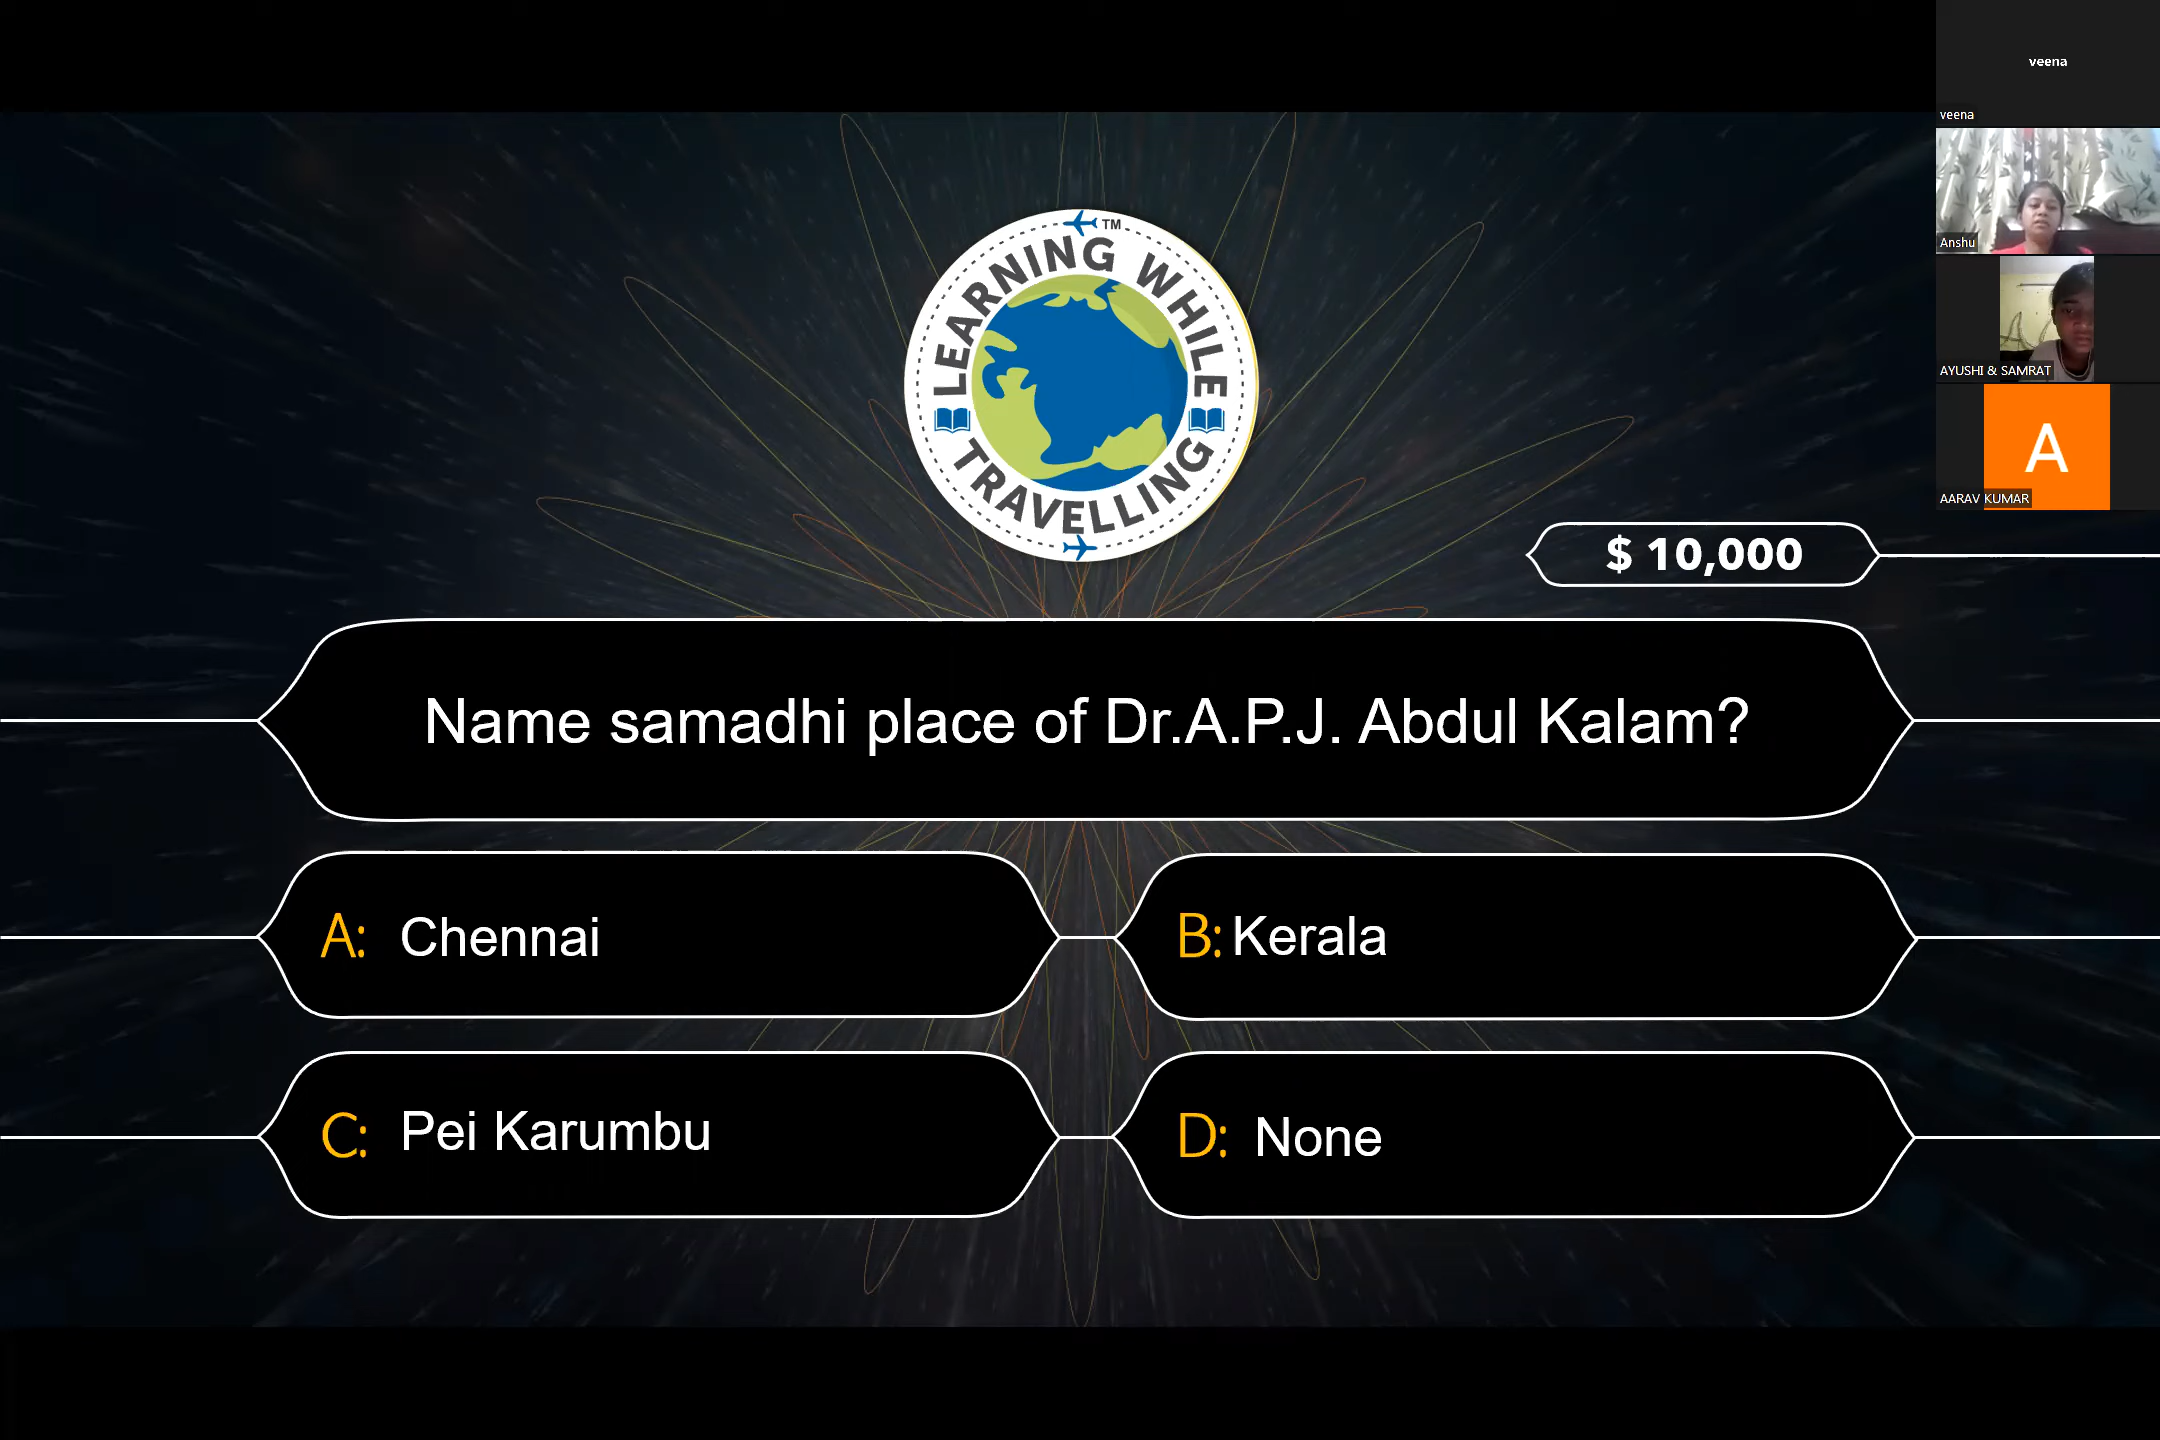 veena
veena
Anshu
AYUSHI & SAMRAT
A
AARAV KUMAR
LEARNING WHILE
TRAVELLING
TM
$ 10,000
Name samadhi place of Dr.A.P.J. Abdul Kalam?
A: Chennai
B: Kerala
C: Pei Karumbu
D: None